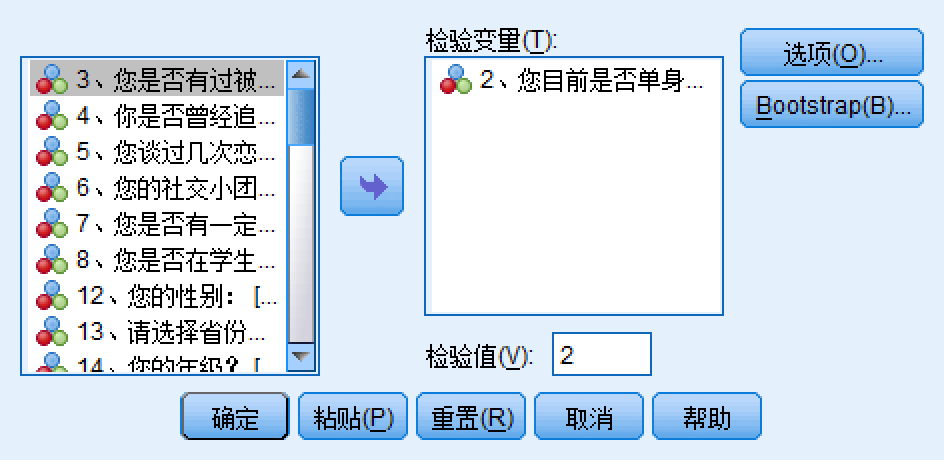 检验变量(T):
3、您是否有过被...
4、你是否曾经追...
5、您谈过几次恋...
6、您的社交小团...
7、您是否有一定...
8、您是否在学生...
12、您的性别： [...
13、请选择省份...
14、您的年级？ [...
2、您目前是否单身...
选项(O)...
Bootstrap(B)...
检验值(V):
2
确定
粘贴(P)
重置(R)
取消
帮助